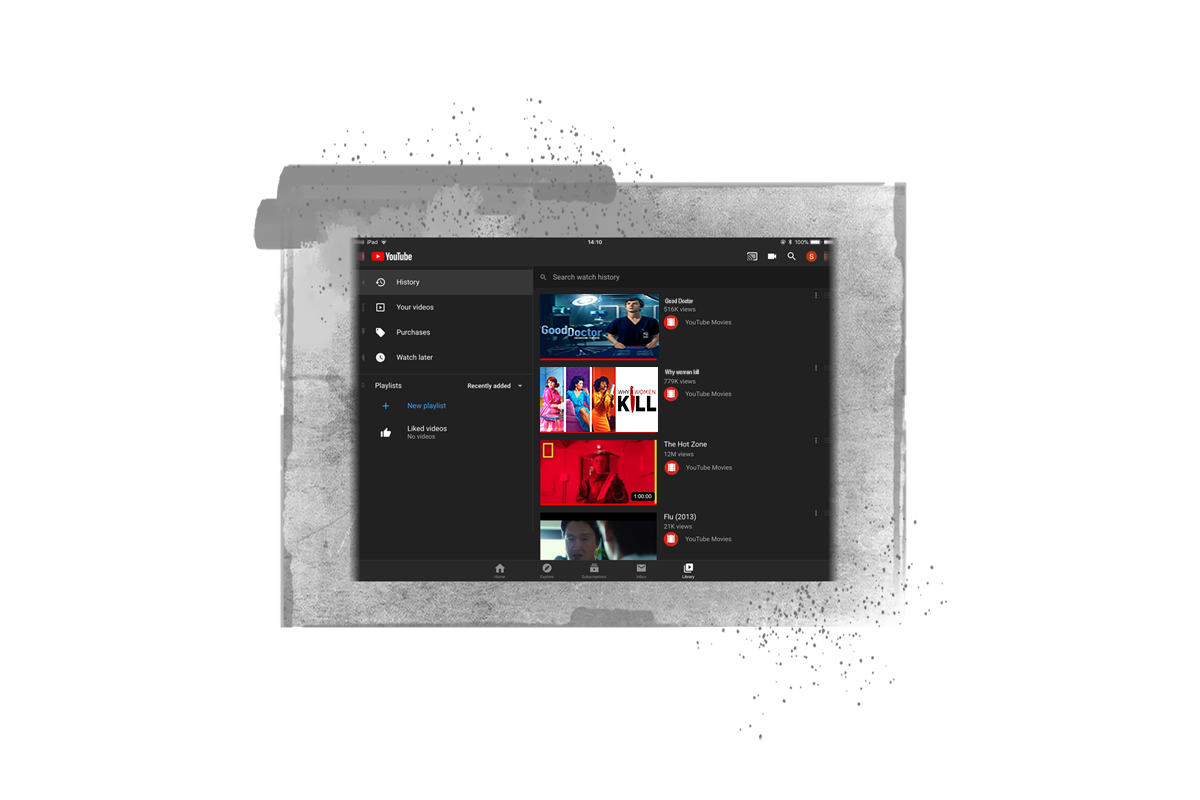 iPad 14:10 100%
YouTube S
History
Your videos
Purchases
Watch later
Playlists Recently added
New playlist
Liked videos
No videos
Search watch history
Good Doctor
Good Doctor
516K views
YouTube Movies
WHY WOMEN
KILL
Why woman kill
779K views
YouTube Movies
1:00:00
The Hot Zone
12M views
YouTube Movies
Flu (2013)
21K views
YouTube Movies
Home Explore Subscriptions Inbox Library